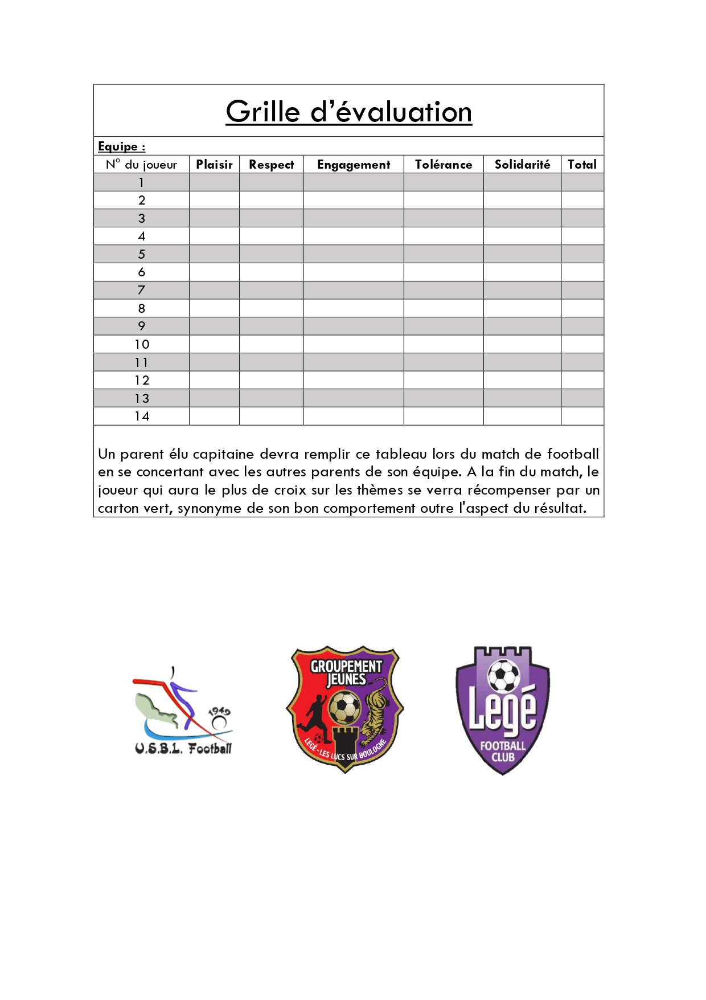 Grille d’évaluation
Equipe :
N° du joueur Plaisir Respect Engagement Tolérance Solidarité Total
1
2
3
4
5
6
7
8
9
10
11
12
13
14
Un parent élu capitaine devra remplir ce tableau lors du match de football
en se concertant avec les autres parents de son équipe. A la fin du match, le
joueur qui aura le plus de croix sur les thèmes se verra récompenser par un
carton vert, synonyme de son bon comportement outre l'aspect du résultat.
1949
U.S.B.L. Football
GROUPEMENT
JEUNES
LEGÉ - LES LUCS SUR BOULOGNE
Legé
FOOTBALL
CLUB